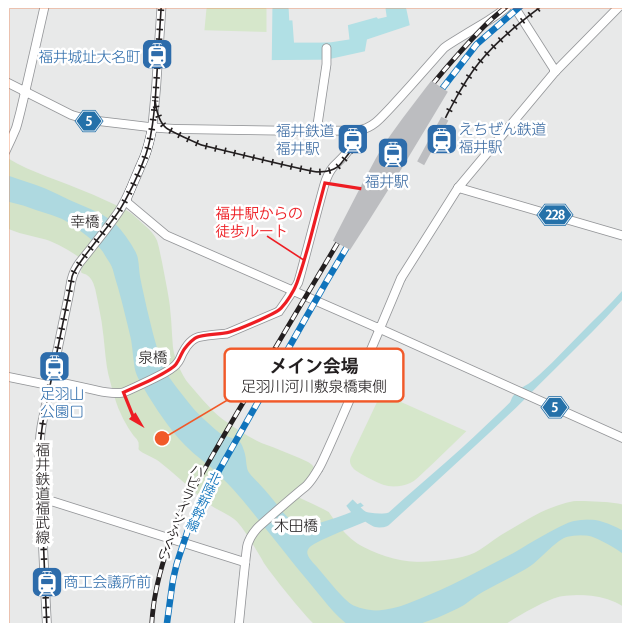 福井城址大名町
5
福井鉄道
福井駅
えちぜん鉄道
福井駅
福井駅
福井駅からの
徒歩ルート
228
幸橋
泉橋
メイン会場
足羽川河川敷泉橋東側
足羽山
公園口
5
福井鉄道福武線
北陸新幹線
ハピラインふくい
木田橋
商工会議所前